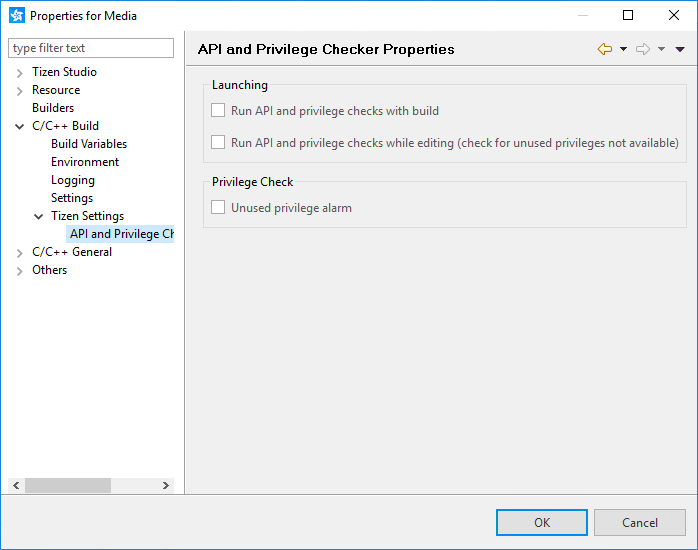 Properties for Media
type filter text
Tizen Studio
Resource
Builders
C/C++ Build
Build Variables
Environment
Logging
Settings
Tizen Settings
API and Privilege Ch
C/C++ General
Others
API and Privilege Checker Properties
Launching
Run API and privilege checks with build
Run API and privilege checks while editing (check for unused privileges not available)
Privilege Check
Unused privilege alarm
OK
Cancel